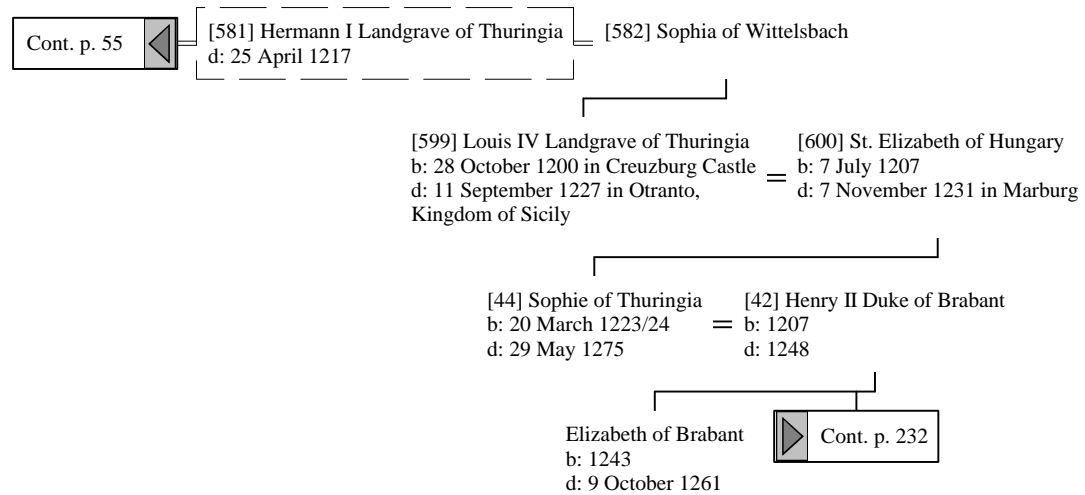 Cont. p. 55
[581] Hermann I Landgrave of Thuringia
d: 25 April 1217
=
[582] Sophia of Wittelsbach
[599] Louis IV Landgrave of Thuringia
b: 28 October 1200 in Creuzburg Castle
d: 11 September 1227 in Otranto,
Kingdom of Sicily
=
[600] St. Elizabeth of Hungary
b: 7 July 1207
d: 7 November 1231 in Marburg
[44] Sophie of Thuringia
b: 20 March 1223/24
d: 29 May 1275
=
[42] Henry II Duke of Brabant
b: 1207
d: 1248
Elizabeth of Brabant
b: 1243
d: 9 October 1261
Cont. p. 232